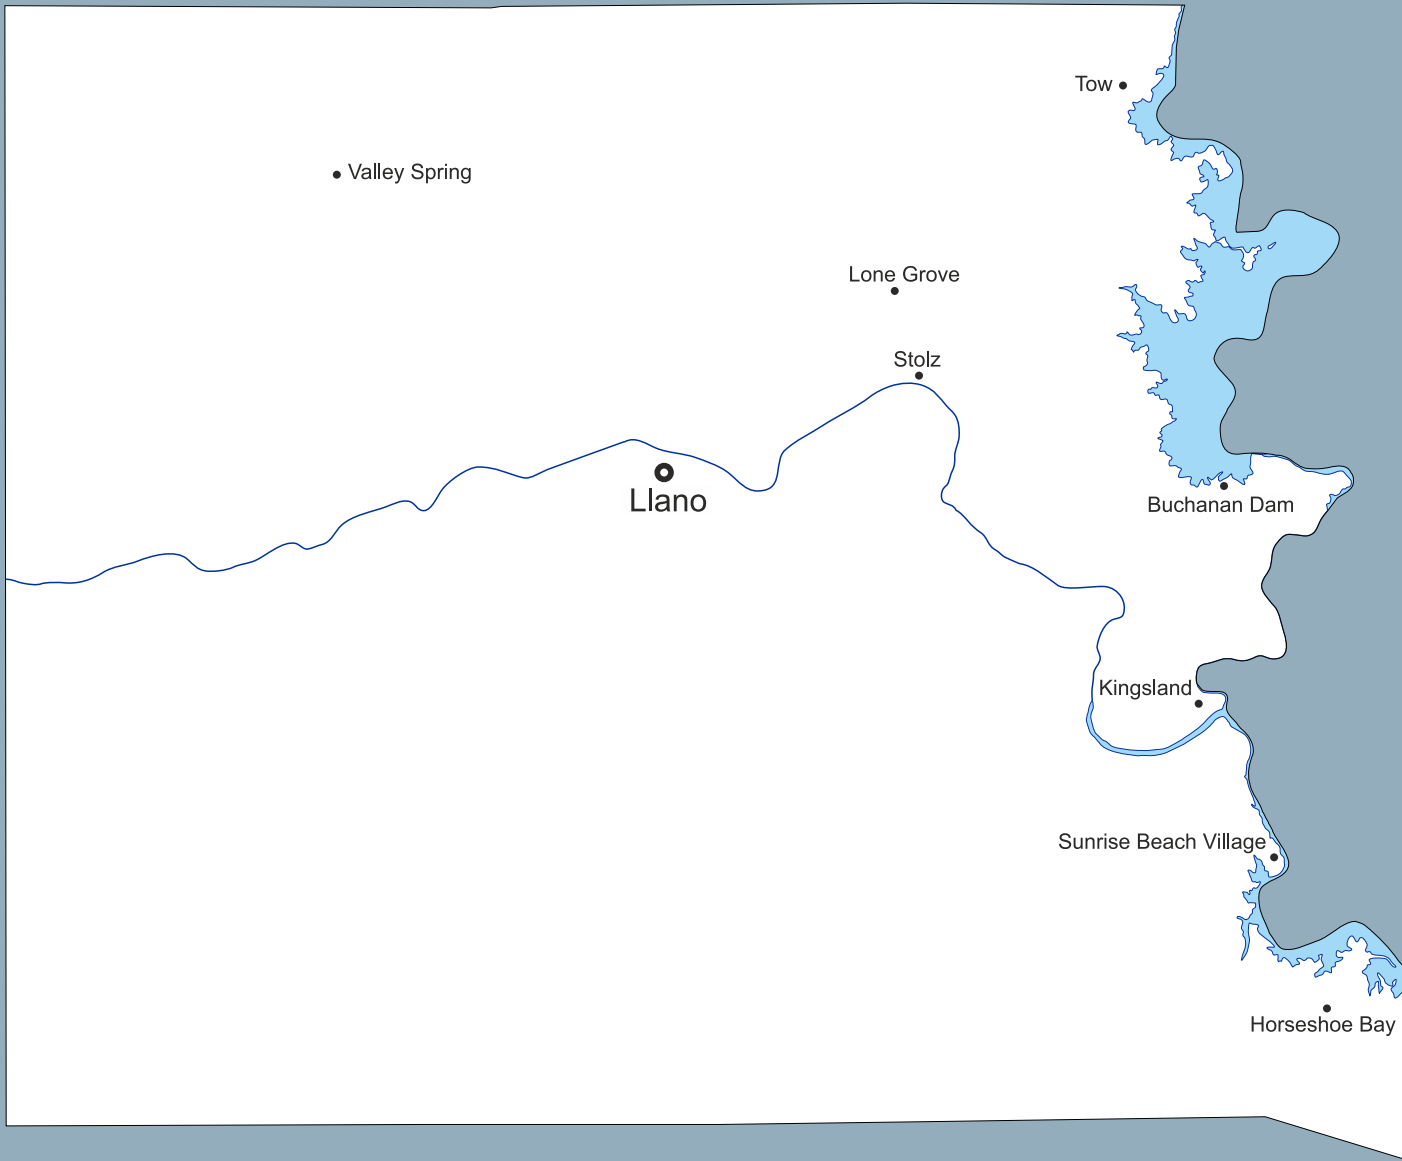 Tow
Valley Spring
Lone Grove
Stolz
Llano
Buchanan Dam
Kingsland
Sunrise Beach Village
Horseshoe Bay